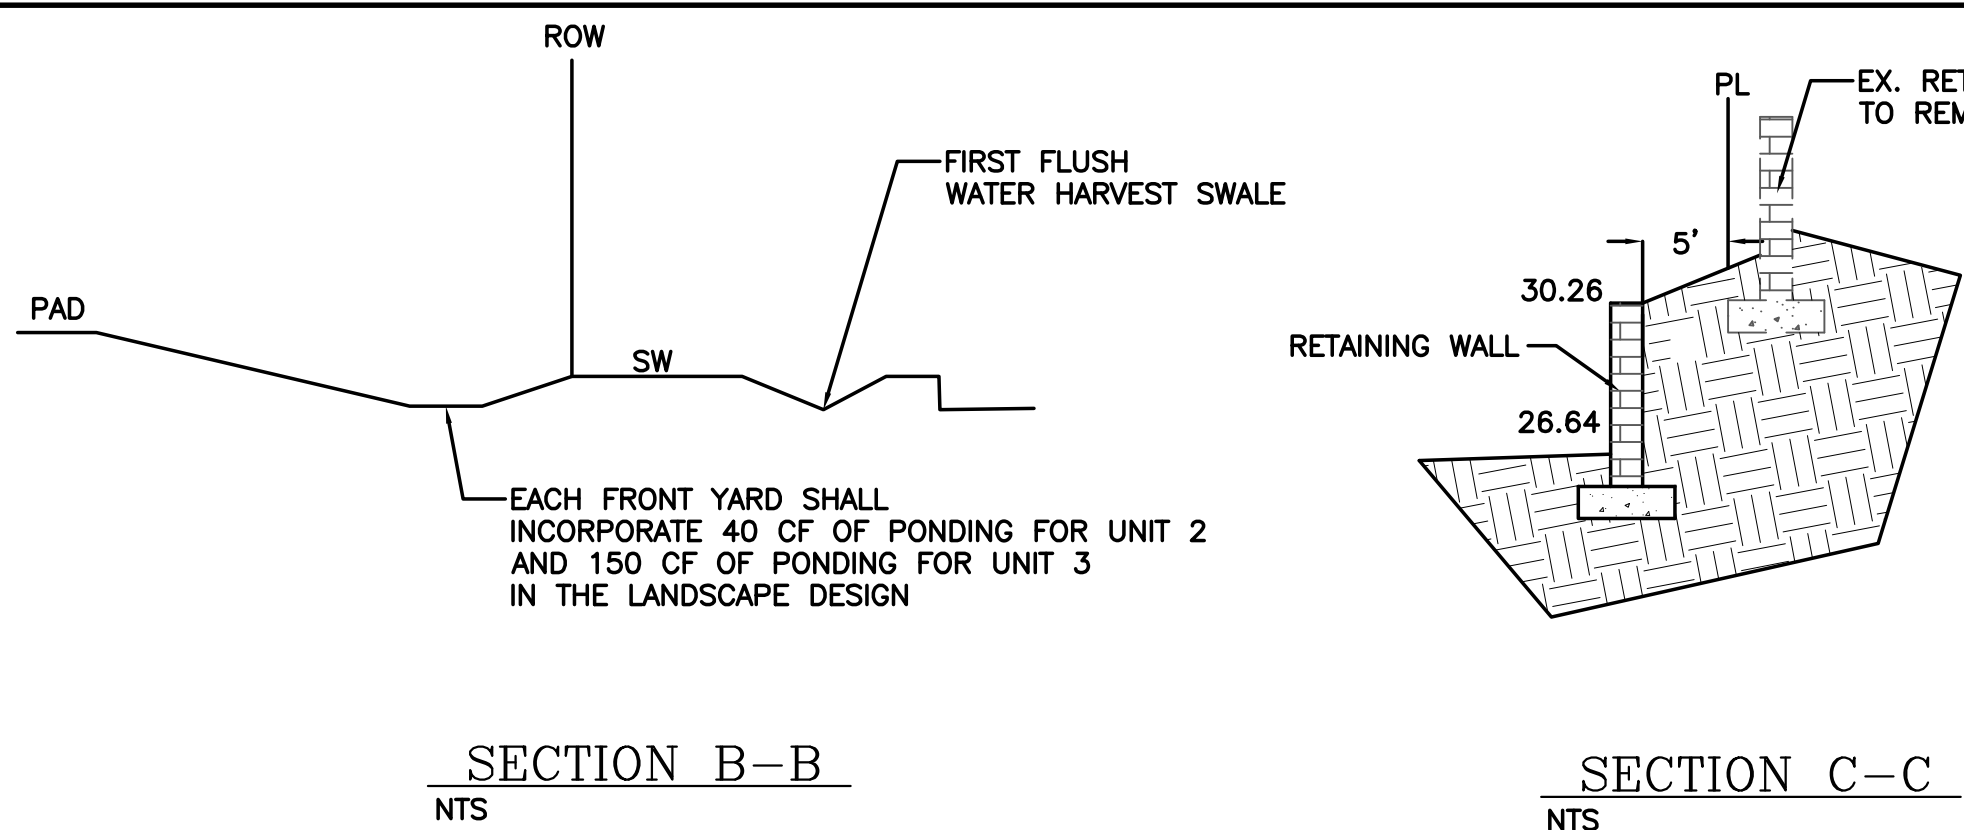 ROW
FIRST FLUSH
WATER HARVEST SWALE
PAD
SW
EACH FRONT YARD SHALL
INCORPORATE 40 CF OF PONDING FOR UNIT 2
AND 150 CF OF PONDING FOR UNIT 3
IN THE LANDSCAPE DESIGN
SECTION B-B
NTS
PL
EX.
TO
5'
30.26
RETAINING WALL
26.64
SECTION C-C
NTS